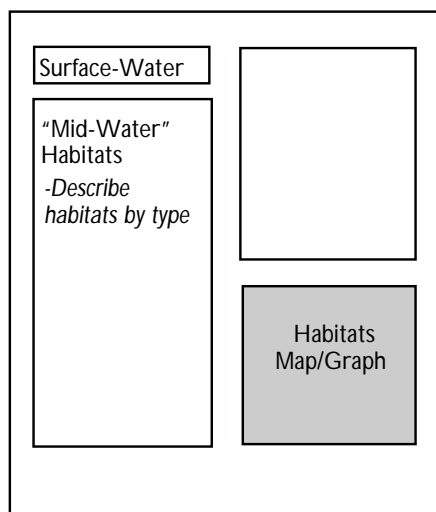 Surface-Water
“Mid-Water”
Habitats
-Describe
habitats by type
Habitats
Map/Graph